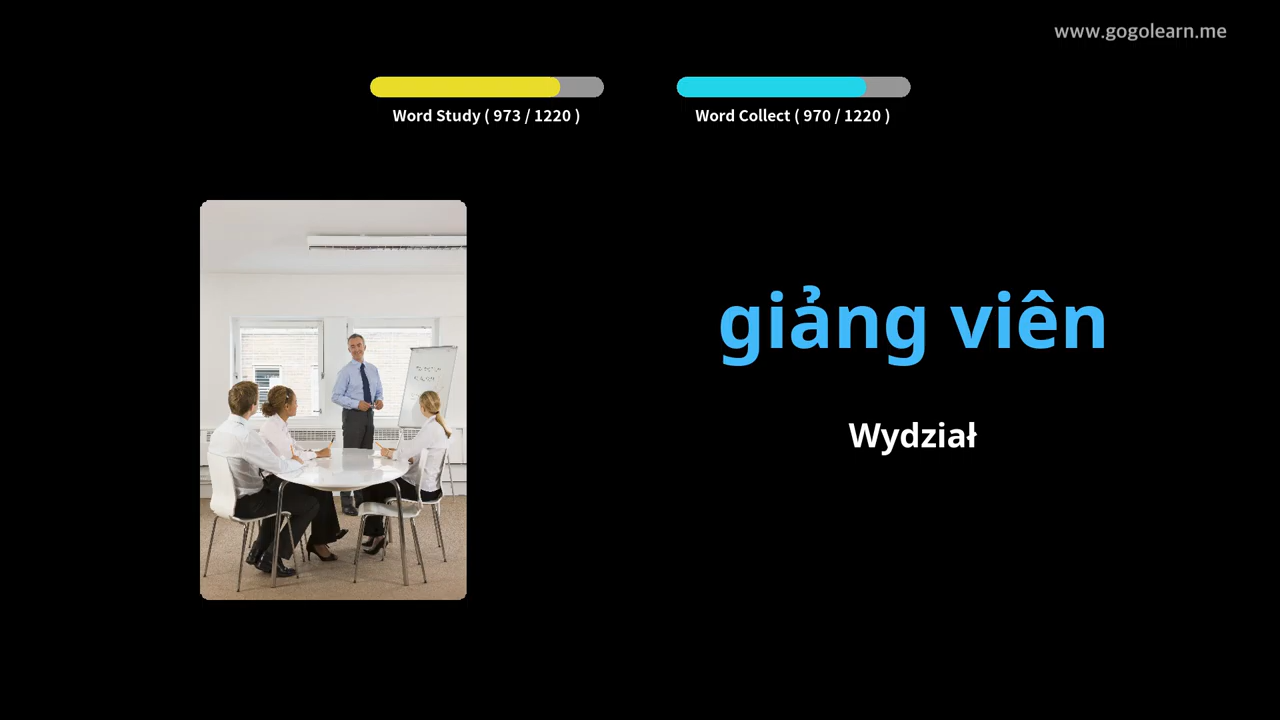 www.gogolearn.me
Word Study ( 973 / 1220 )
Word Collect ( 970 / 1220 )
giảng viên
Wydział